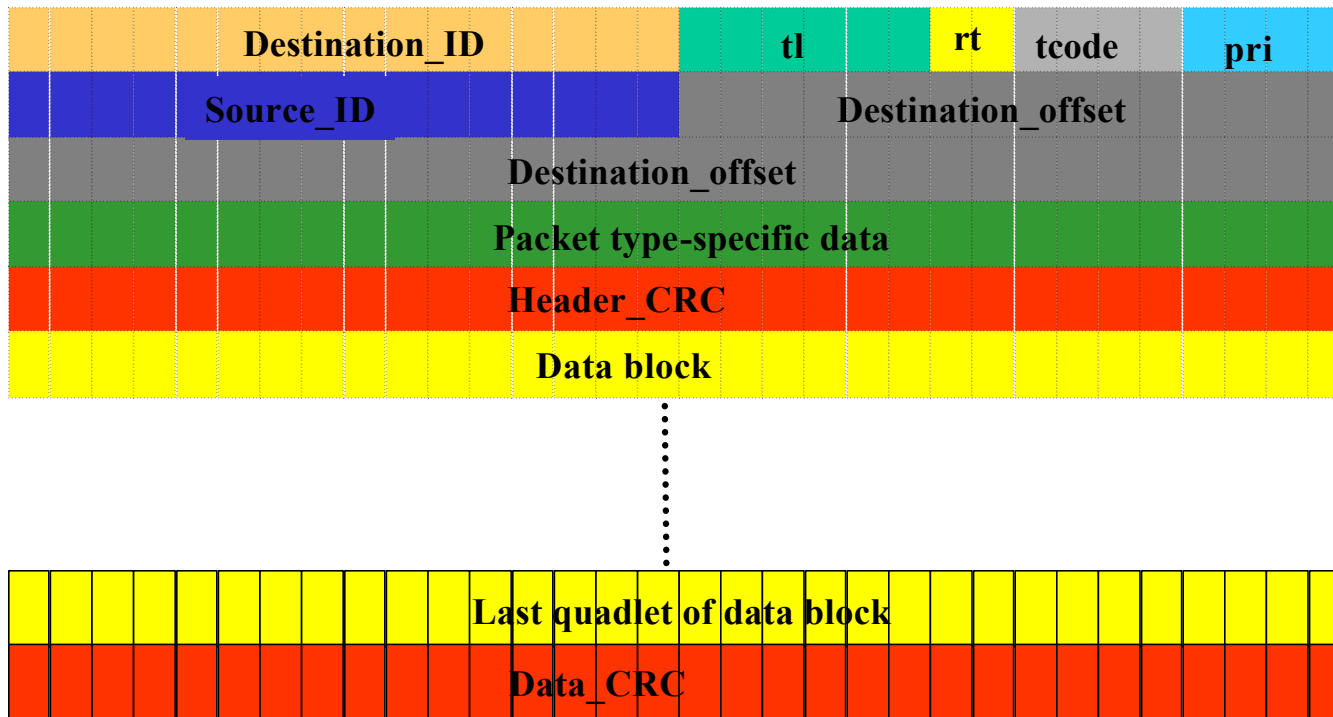 Destination_ID tl rt tcode pri
Source_ID Destination_offset
Destination_offset
Packet type-specific data
Header_CRC
Data block
Last quadlet of data block
Data_CRC